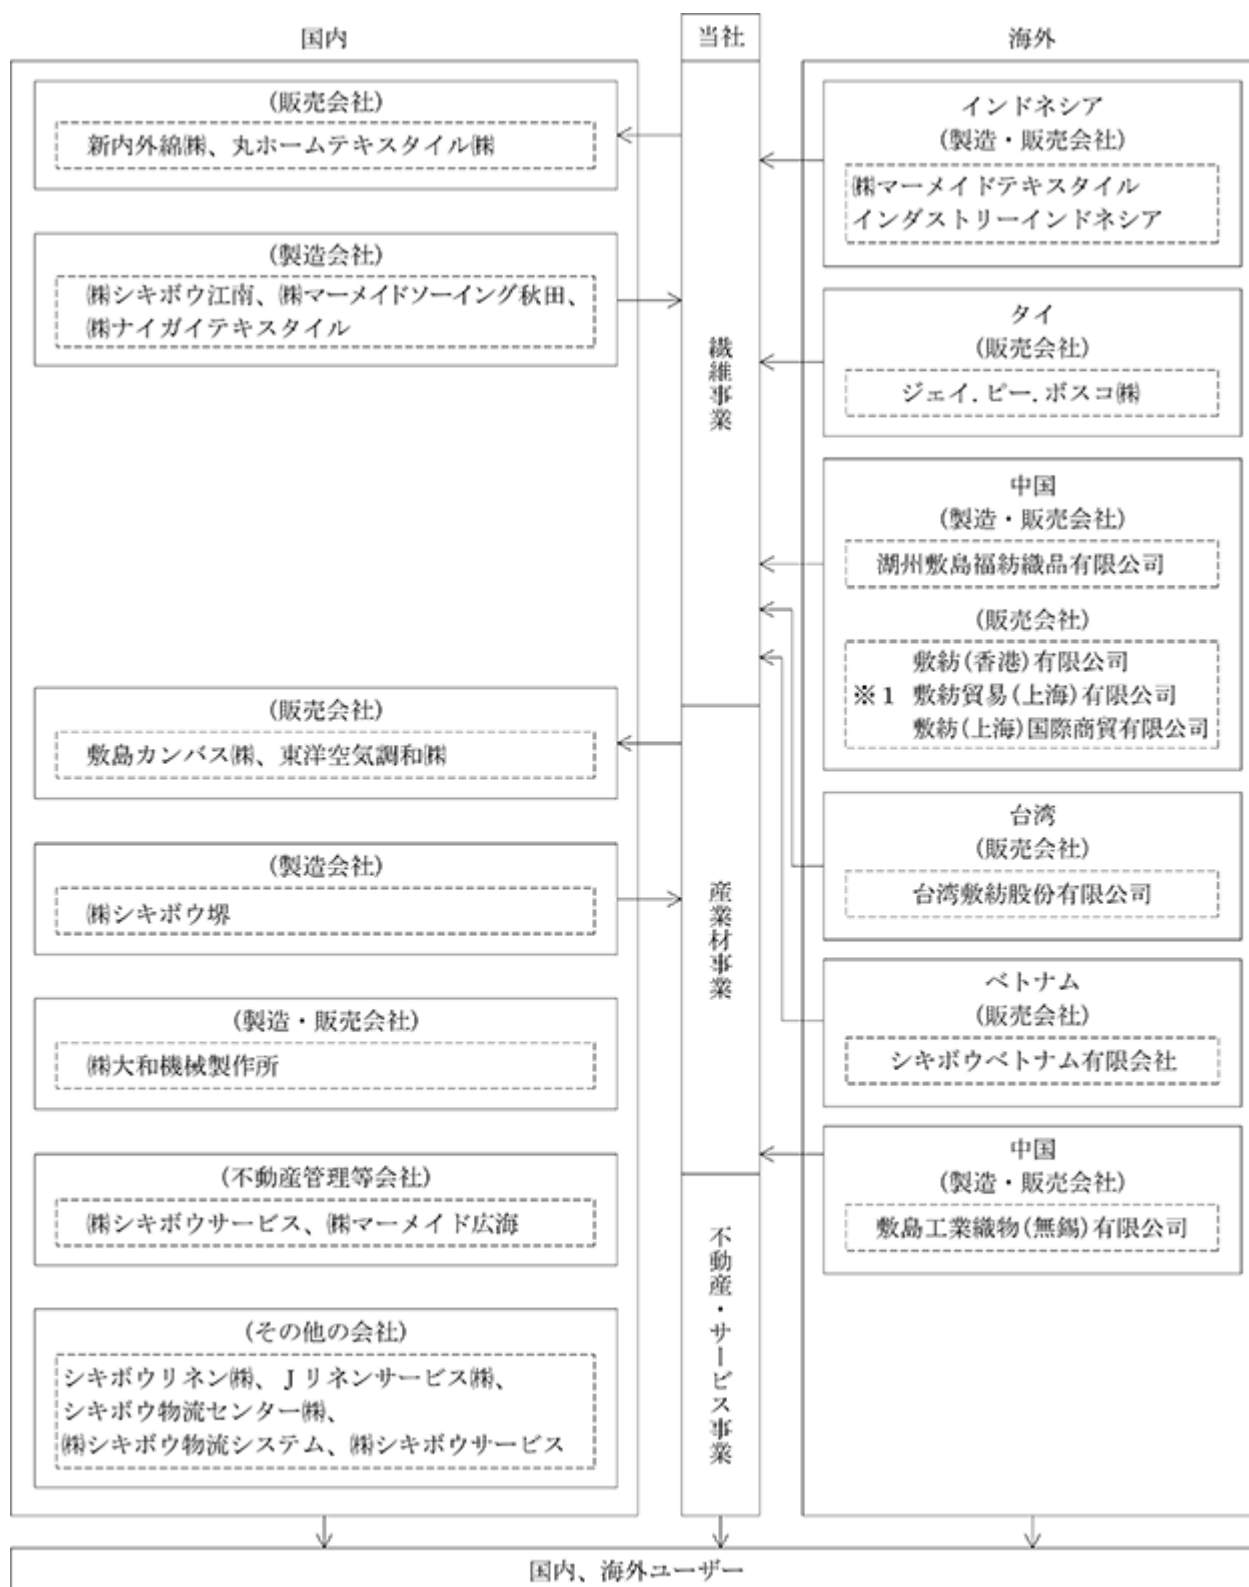 国内
(販売会社)
新内外綿㈱、丸ホームテキスタイル㈱
(製造会社)
㈱シキボウ江南、㈱マーメイドソーイング秋田、
㈱ナイガイテキスタイル
(販売会社)
敷島カンバス㈱、東洋空気調和㈱
(製造会社)
㈱シキボウ堺
(製造・販売会社)
㈱大和機械製作所
(不動産管理等会社)
㈱シキボウサービス、㈱マーメイド広海
(その他の会社)
シキボウリネン㈱、Jリネンサービス㈱、
シキボウ物流センター㈱、
㈱シキボウ物流システム、㈱シキボウサービス
当社
繊維事業
産業材事業
不動産・サービス事業
海外
インドネシア
(製造・販売会社)
㈱マーメイドテキスタイル
インダストリーインドネシア
タイ
(販売会社)
ジェイ.ピー.ボスコ㈱
中国
(製造・販売会社)
湖州敷島福紡織品有限公司
(販売会社)
敷紡(香港)有限公司
※1 敷紡貿易(上海)有限公司
敷紡(上海)国際商貿有限公司
台湾
(販売会社)
台湾敷紡股份有限公司
ベトナム
(販売会社)
シキボウベトナム有限会社
中国
(製造・販売会社)
敷島工業織物(無錫)有限公司
国内、海外ユーザー